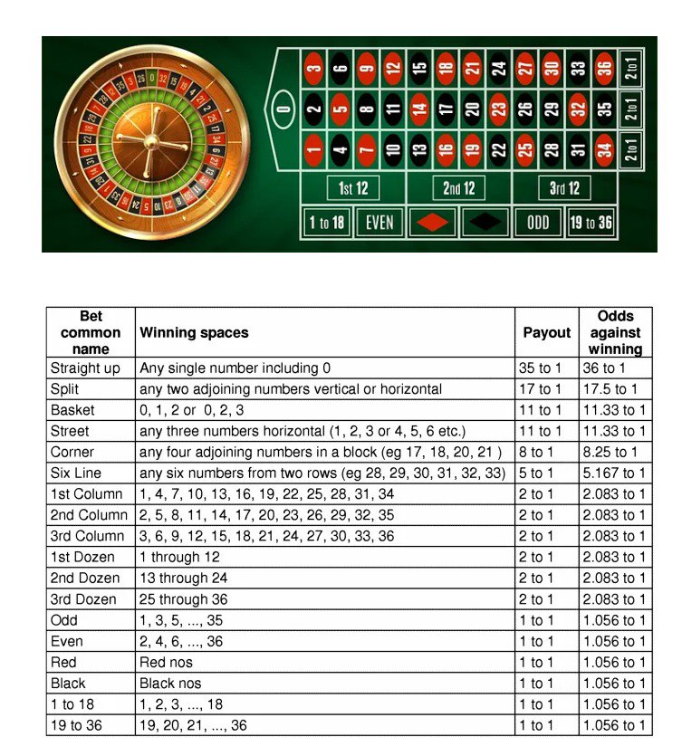 3 6 9 12 15 18 21 24 27 30 33 36 2 to 1
0 2 5 8 11 14 17 20 23 26 29 32 35 2 to 1
1 4 7 10 13 16 19 22 25 28 31 34 2 to 1
1st 12 2nd 12 3rd 12
1 to 18 EVEN ODD 19 to 36
Bet common name Winning spaces Payout Odds against winning
Straight up Any single number including 0 35 to 1 36 to 1
Split any two adjoining numbers vertical or horizontal 17 to 1 17.5 to 1
Basket 0, 1, 2 or 0, 2, 3 11 to 1 11.33 to 1
Street any three numbers horizontal (1, 2, 3 or 4, 5, 6 etc.) 11 to 1 11.33 to 1
Corner any four adjoining numbers in a block (eg 17, 18, 20, 21 ) 8 to 1 8.25 to 1
Six Line any six numbers from two rows (eg 28, 29, 30, 31, 32, 33) 5 to 1 5.167 to 1
1st Column 1, 4, 7, 10, 13, 16, 19, 22, 25, 28, 31, 34 2 to 1 2.083 to 1
2nd Column 2, 5, 8, 11, 14, 17, 20, 23, 26, 29, 32, 35 2 to 1 2.083 to 1
3rd Column 3, 6, 9, 12, 15, 18, 21, 24, 27, 30, 33, 36 2 to 1 2.083 to 1
1st Dozen 1 through 12 2 to 1 2.083 to 1
2nd Dozen 13 through 24 2 to 1 2.083 to 1
3rd Dozen 25 through 36 2 to 1 2.083 to 1
Odd 1, 3, 5, ..., 35 1 to 1 1.056 to 1
Even 2, 4, 6, ..., 36 1 to 1 1.056 to 1
Red Red nos 1 to 1 1.056 to 1
Black Black nos 1 to 1 1.056 to 1
1 to 18 1, 2, 3, ..., 18 1 to 1 1.056 to 1
19 to 36 19, 20, 21, ..., 36 1 to 1 1.056 to 1